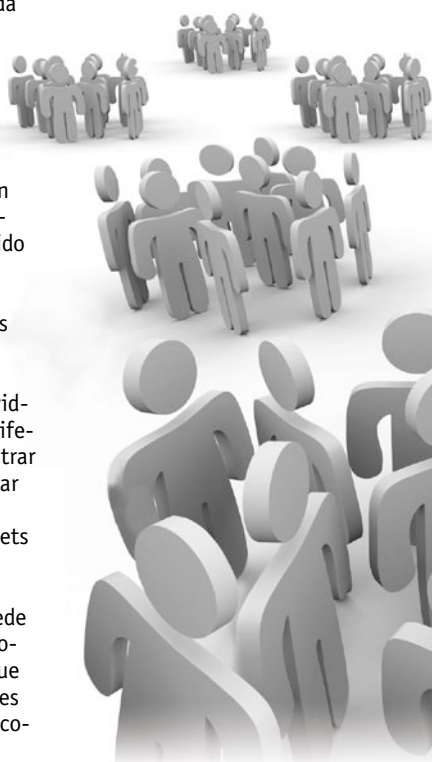 da
n
-
ido
s
rid-
ife-
trar
ar
ets
ede
o-
ue
es
co-